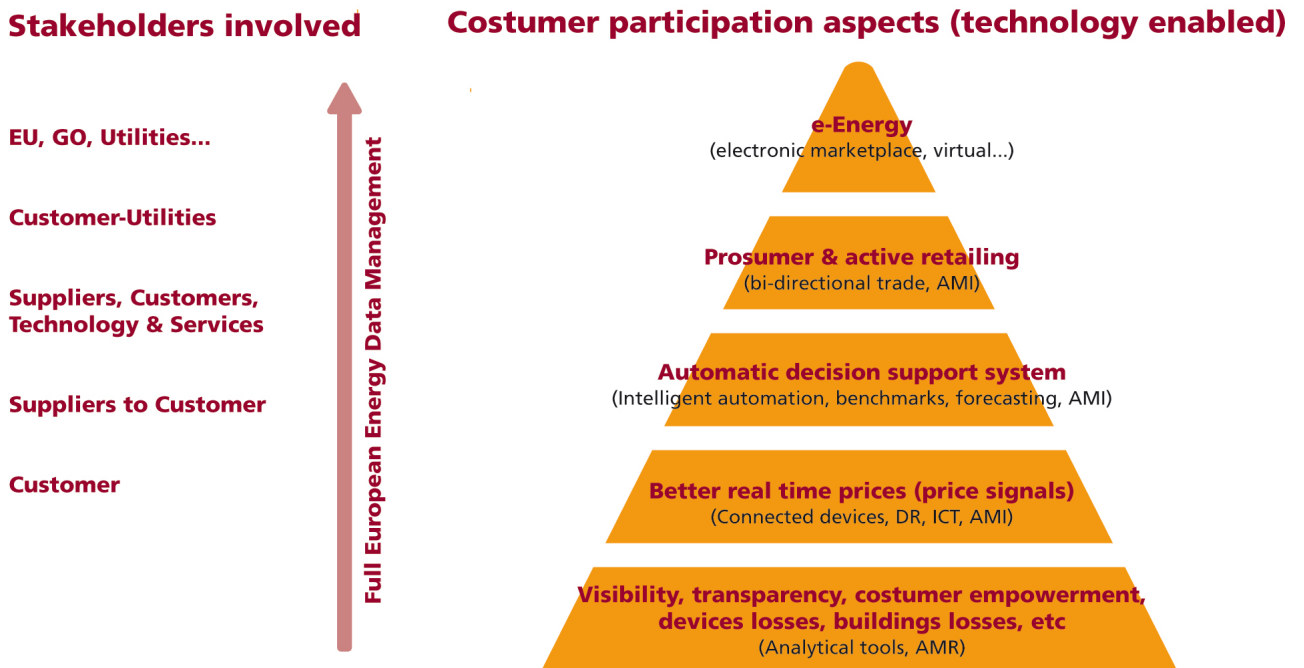 Stakeholders involved
Costumer participation aspects (technology enabled)
EU, GO, Utilities...
Customer-Utilities
Suppliers, Customers,
Technology & Services
Suppliers to Customer
Customer
Full European Energy Data Management
e-Energy
(electronic marketplace, virtual...)
Prosumer & active retailing
(bi-directional trade, AMI)
Automatic decision support system
(Intelligent automation, benchmarks, forecasting, AMI)
Better real time prices (price signals)
(Connected devices, DR, ICT, AMI)
Visibility, transparency, costumer empowerment,
devices losses, buildings losses, etc
(Analytical tools, AMR)